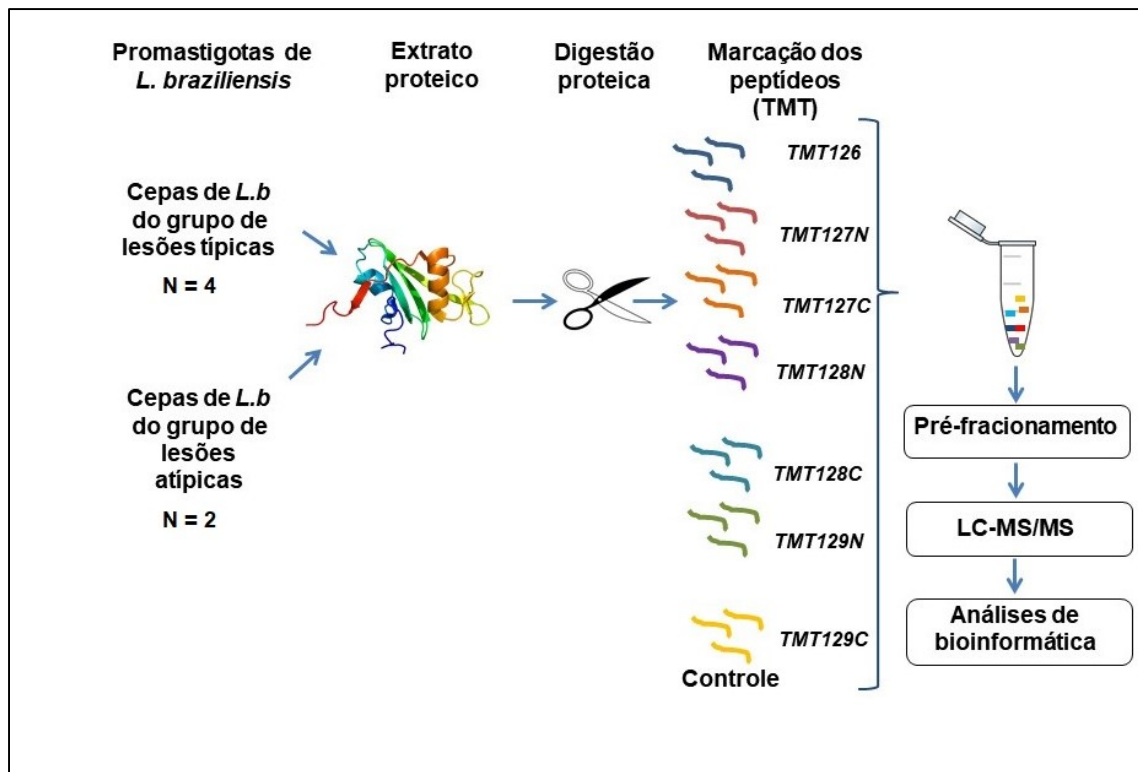 Promastigotas de
L. braziliensis
Extrato
proteico
Digestão
proteica
Marcação dos
peptídeos
(TMT)
Cepas de L.b
do grupo de
lesões típicas
N = 4
Cepas de L.b
do grupo de
lesões
atípicas
N = 2
TMT126
TMT127N
TMT127C
TMT128N
TMT128C
TMT129N
TMT129C
Controle
Pré-fracionamento
LC-MS/MS
Análises de
bioinformática